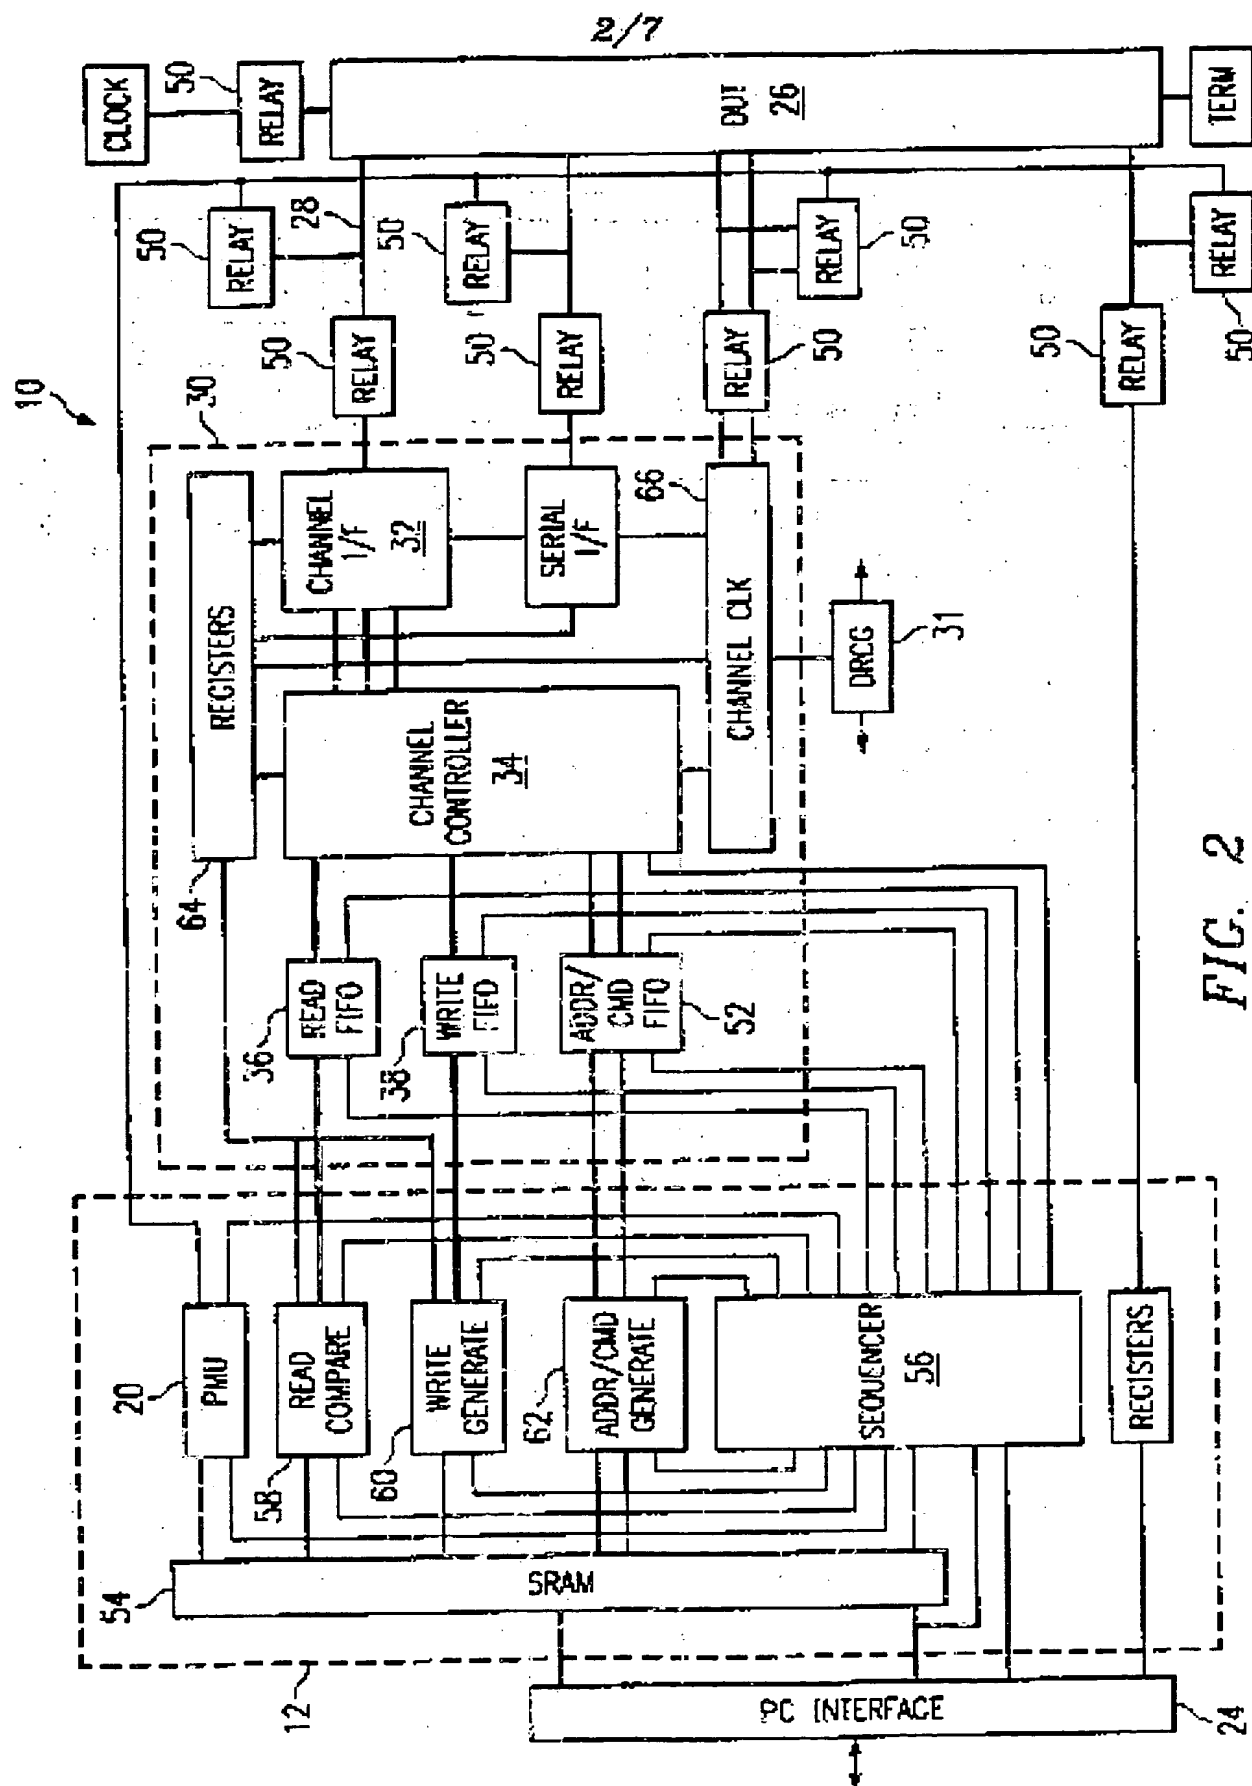 2/7
10
CLOCK
50
RELAY
DUT
26
TERM
50
RELAY
28
50
RELAY
RELAY
50
RELAY
50
50
RELAY
50
RELAY
RELAY
50
50
RELAY
30
REGISTERS
64
CHANNEL
I/F
32
SERIAL
I/F
66
CHANNEL CLK
DRCG
31
CHANNEL
CONTROLLER
34
36
READ
FIFO
38
WRITE
FIFO
ADDR/
CMD
FIFO
52
20
PMU
READ
COMPARE
58
WRITE
GENERATE
60
62
ADDR/CMD
GENERATE
SEQUENCER
56
REGISTERS
54
SRAM
12
PC INTERFACE
24
FIG. 2